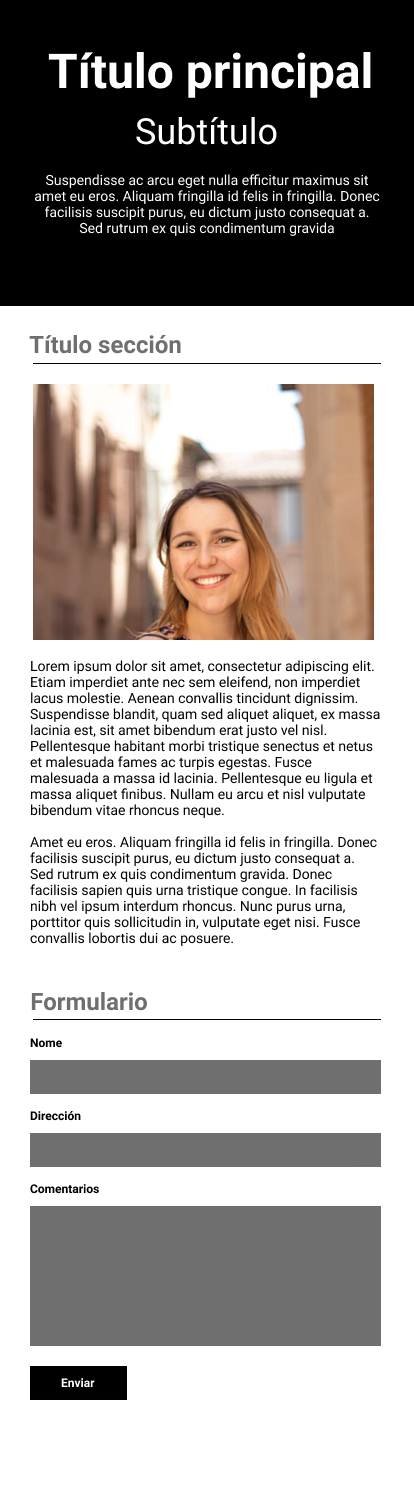 Título principal
Subtítulo
Suspendisse ac arcu eget nulla efficitur maximus sit
amet eu eros. Aliquam fringilla id felis in fringilla. Donec
facilisis suscipit purus, eu dictum justo consequat a.
Sed rutrum ex quis condimentum gravida
Título sección
Lorem ipsum dolor sit amet, consectetur adipiscing elit.
Etiam imperdiet ante nec sem eleifend, non imperdiet
lacus molestie. Aenean convallis tincidunt dignissim.
Suspendisse blandit, quam sed aliquet aliquet, ex massa
lacinia est, sit amet bibendum erat justo vel nisl.
Pellentesque habitant morbi tristique senectus et netus
et malesuada fames ac turpis egestas. Fusce
malesuada a massa id lacinia. Pellentesque eu ligula et
massa aliquet finibus. Nullam eu arcu et nisl vulputate
bibendum vitae rhoncus neque.
Amet eu eros. Aliquam fringilla id felis in fringilla. Donec
facilisis suscipit purus, eu dictum justo consequat a.
Sed rutrum ex quis condimentum gravida. Donec
facilisis sapien quis urna tristique congue. In facilisis
nibh vel ipsum interdum rhoncus. Nunc purus urna,
porttitor quis sollicitudin in, vulputate eget nisi. Fusce
convallis lobortis dui ac posuere.
Formulario
Nome
Dirección
Comentarios
Enviar